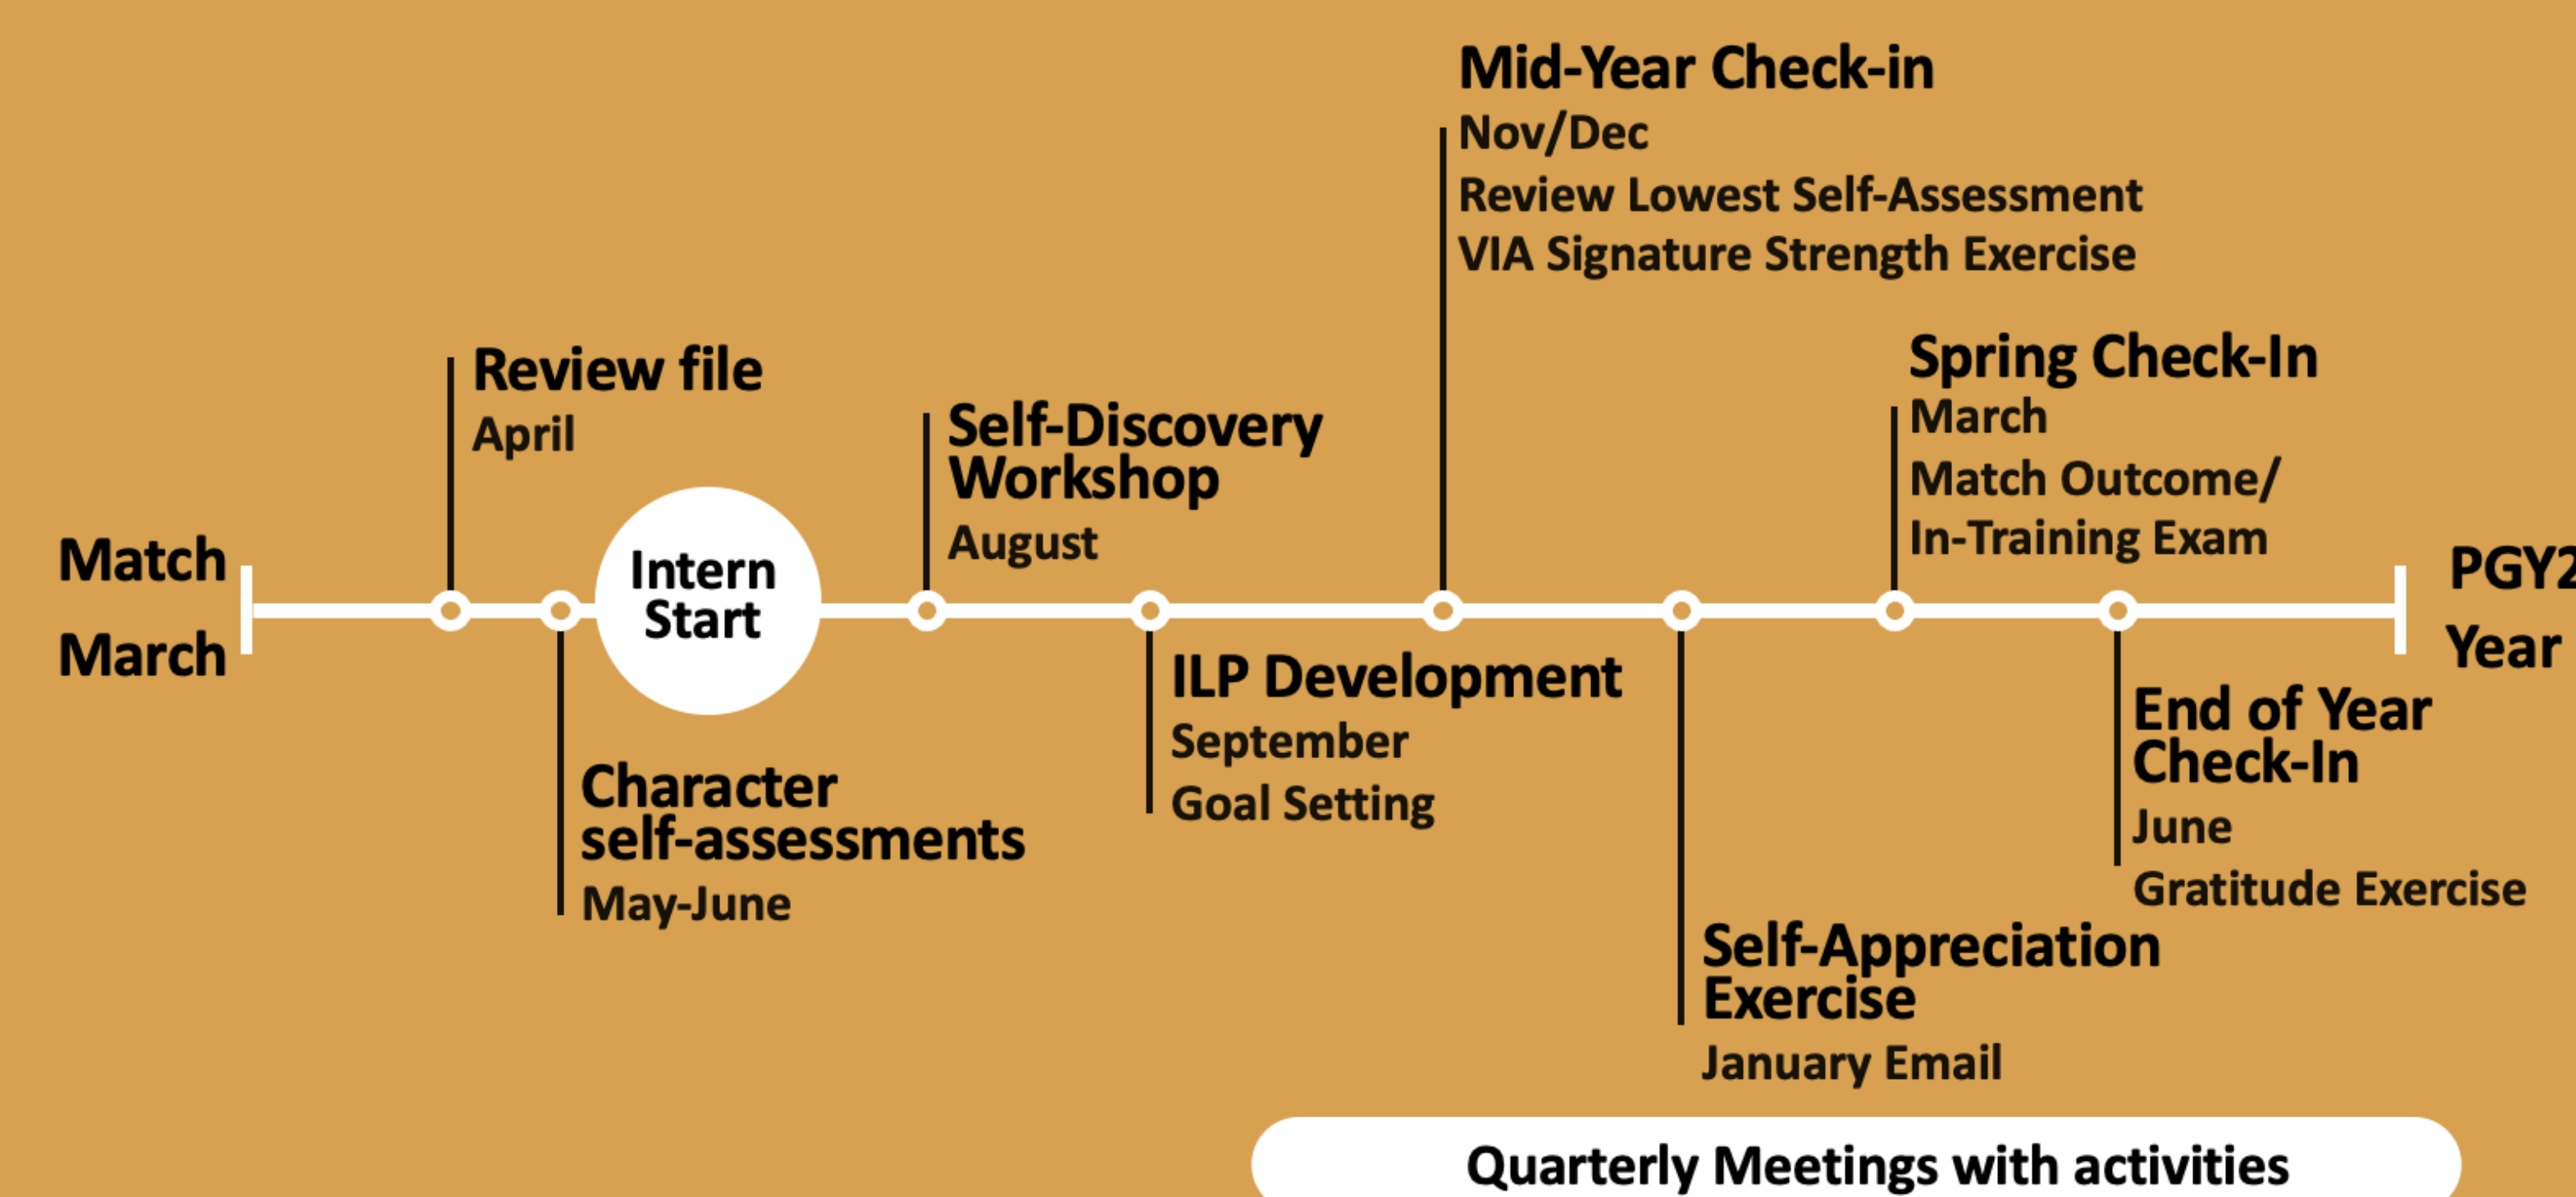 Mid-Year Check-in
Nov/Dec
Review Lowest Self-Assessment
VIA Signature Strength Exercise
Review file
April
Self-Discovery
Workshop
August
Spring Check-In
March
Match Outcome/
In-Training Exam
Match
March
Intern
Start
PGY2
Year
Character
self-assessments
May-June
ILP Development
September
Goal Setting
Self-Appreciation
Exercise
January Email
End of Year
Check-In
June
Gratitude Exercise
Quarterly Meetings with activities